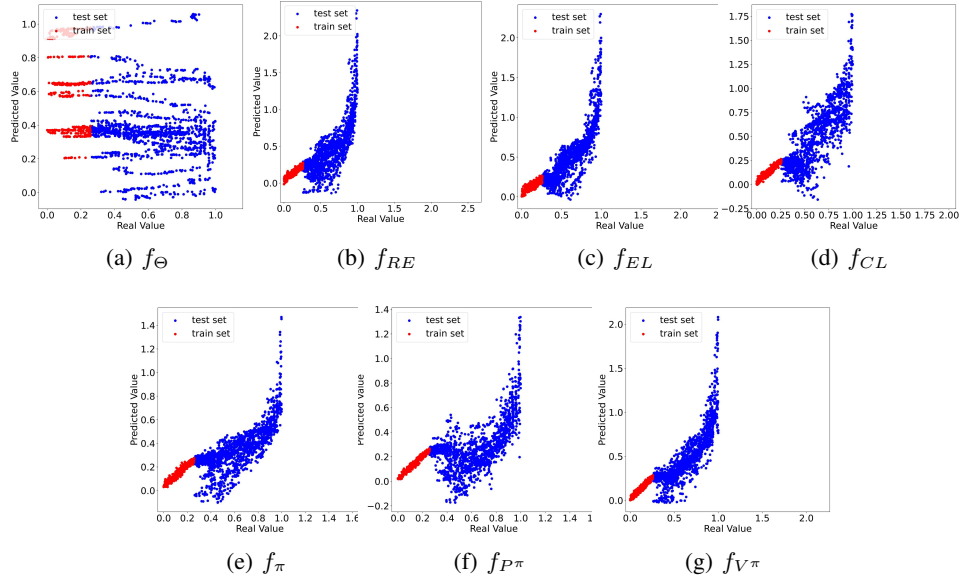 test set
train set
Predicted Value
1.0
0.8
0.6
0.4
0.2
0.0
0.0 0.2 0.4 0.6 0.8 1.0
Real Value
(a) f_Θ
test set
train set
Predicted Value
2.0
1.5
1.0
0.5
0.0
0.0 0.5 1.0 1.5 2.0 2.5
Real Value
(b) f_RE
test set
train set
Predicted Value
2.0
1.5
1.0
0.5
0.0
0.0 0.5 1.0 1.5 2.0 2
Real Value
(c) f_EL
test set
train set
Predicted Value
1.75
1.50
1.25
1.00
0.75
0.50
0.25
0.00
−0.25
0.00 0.25 0.50 0.75 1.00 1.25 1.50 1.75 2.00
Real Value
(d) f_CL
test set
train set
Predicted Value
1.4
1.2
1.0
0.8
0.6
0.4
0.2
0.0
0.0 0.2 0.4 0.6 0.8 1.0 1.2 1.4 1.6
Real Value
(e) f_π
test set
train set
Predicted Value
1.2
1.0
0.8
0.6
0.4
0.2
0.0
−0.2
0.0 0.2 0.4 0.6 0.8 1.0 1.2 1.4
Real Value
(f) f_{P^π}
test set
train set
Predicted Value
2.0
1.5
1.0
0.5
0.0
0.0 0.5 1.0 1.5 2.0
Real Value
(g) f_{V^π}